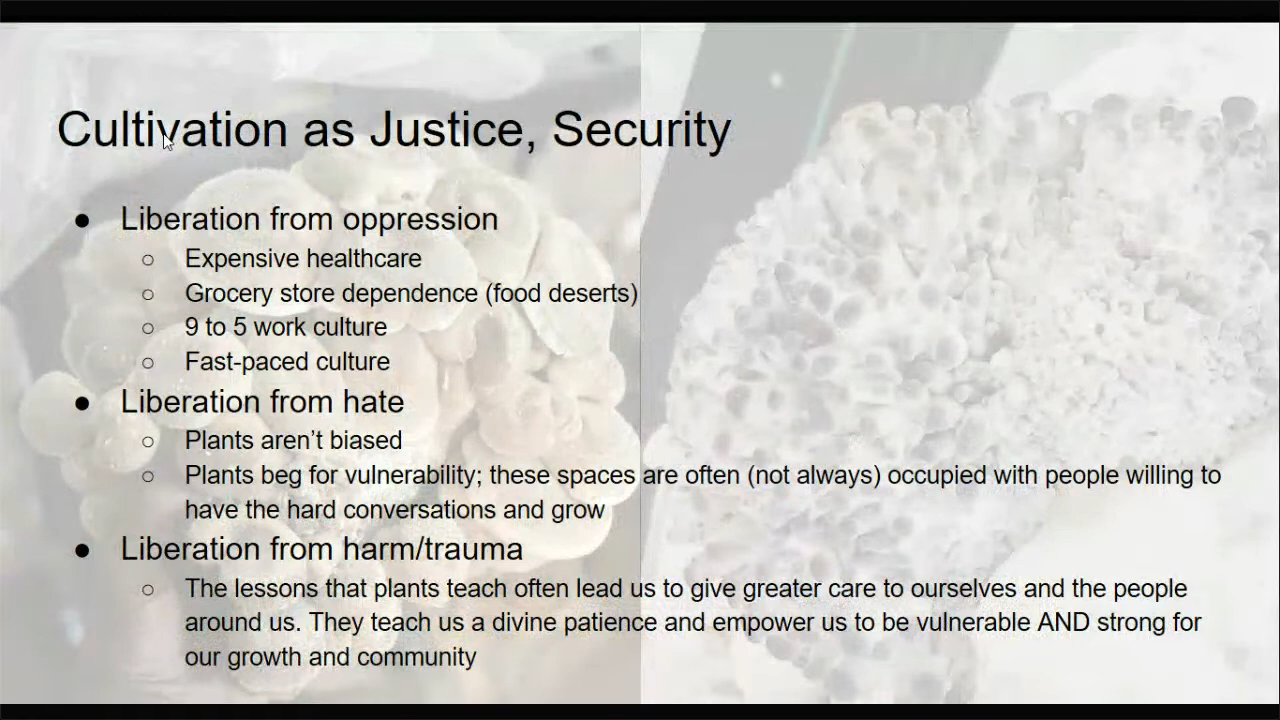 Cultivation as Justice, Security
● Liberation from oppression
○ Expensive healthcare
○ Grocery store dependence (food deserts)
○ 9 to 5 work culture
○ Fast-paced culture
● Liberation from hate
○ Plants aren’t biased
○ Plants beg for vulnerability; these spaces are often (not always) occupied with people willing to
have the hard conversations and grow
● Liberation from harm/trauma
○ The lessons that plants teach often lead us to give greater care to ourselves and the people
around us. They teach us a divine patience and empower us to be vulnerable AND strong for
our growth and community